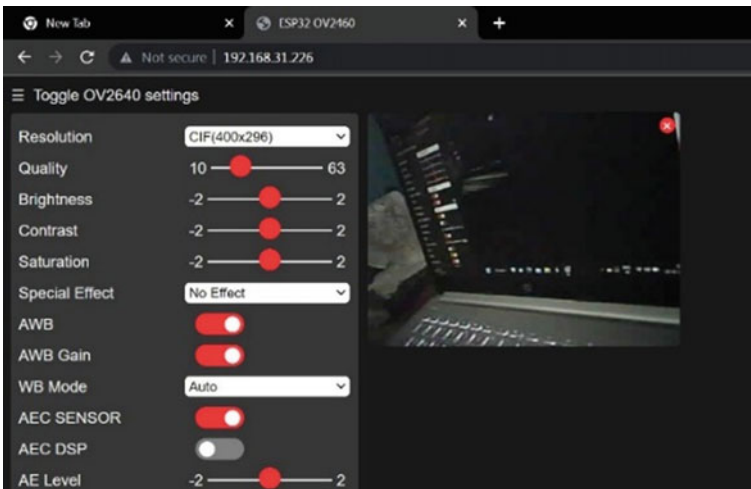 New Tab × ESP32 OV2460 × +
← → C Not secure | 192.168.31.226
☰ Toggle OV2640 settings
Resolution CIF(400x296)
Quality 10 63
Brightness -2 2
Contrast -2 2
Saturation -2 2
Special Effect No Effect
AWB
AWB Gain
WB Mode Auto
AEC SENSOR
AEC DSP
AE Level -2 2